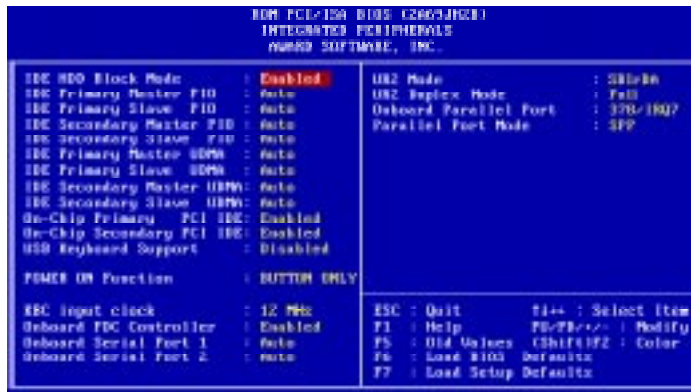 ROM PCI/ISA BIOS (2A69JHZB)
INTEGRATED PERIPHERALS
AWARD SOFTWARE, INC.
IDE HDD Block Mode : Enabled
IDE Primary Master PIO : Auto
IDE Primary Slave PIO : Auto
IDE Secondary Master PIO : Auto
IDE Secondary Slave PIO : Auto
IDE Primary Master UDMA : Auto
IDE Primary Slave UDMA : Auto
IDE Secondary Master UDMA: Auto
IDE Secondary Slave UDMA: Auto
On-Chip Primary PCI IDE: Enabled
On-Chip Secondary PCI IDE: Enabled
USB Keyboard Support : Disabled
POWER ON Function : BUTTON ONLY
KBC input clock : 12 MHz
Onboard FDC Controller : Enabled
Onboard Serial Port 1 : Auto
Onboard Serial Port 2 : Auto
UR2 Mode :
UR2 Duplex Mode : Full
Onboard Parallel Port : 378/IRQ7
Parallel Port Mode : SPP
ESC : Quit ↑↓→← : Select Item
F1 : Help PU/PD/+/- : Modify
F5 : Old Values (Shift)F2 : Color
F6 : Load BIOS Defaults
F7 : Load Setup Defaults